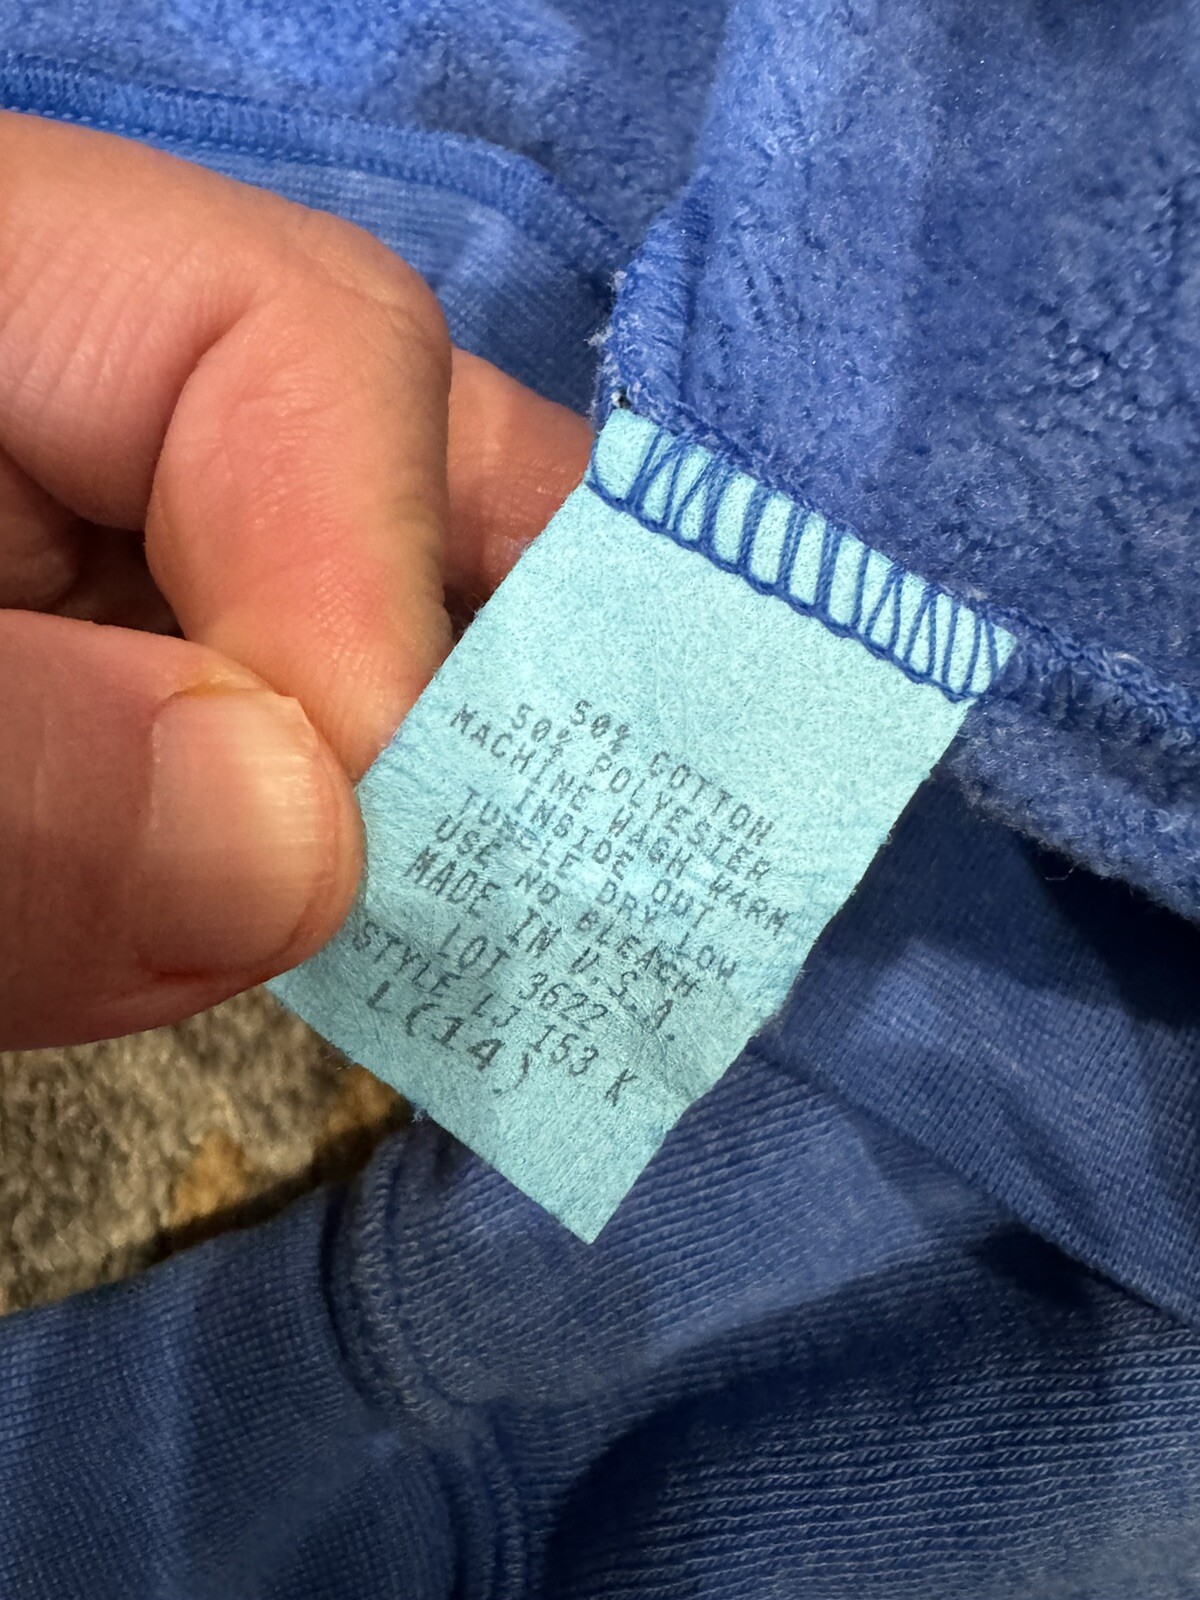 50% COTTON
50% POLYESTER
MACHINE WASH WARM
INSIDE OUT
TUMBLE DRY LOW
USE NO BLEACH
MADE IN U.S.A.
LOT 3622
STYLE LJ 153 K
L (14)